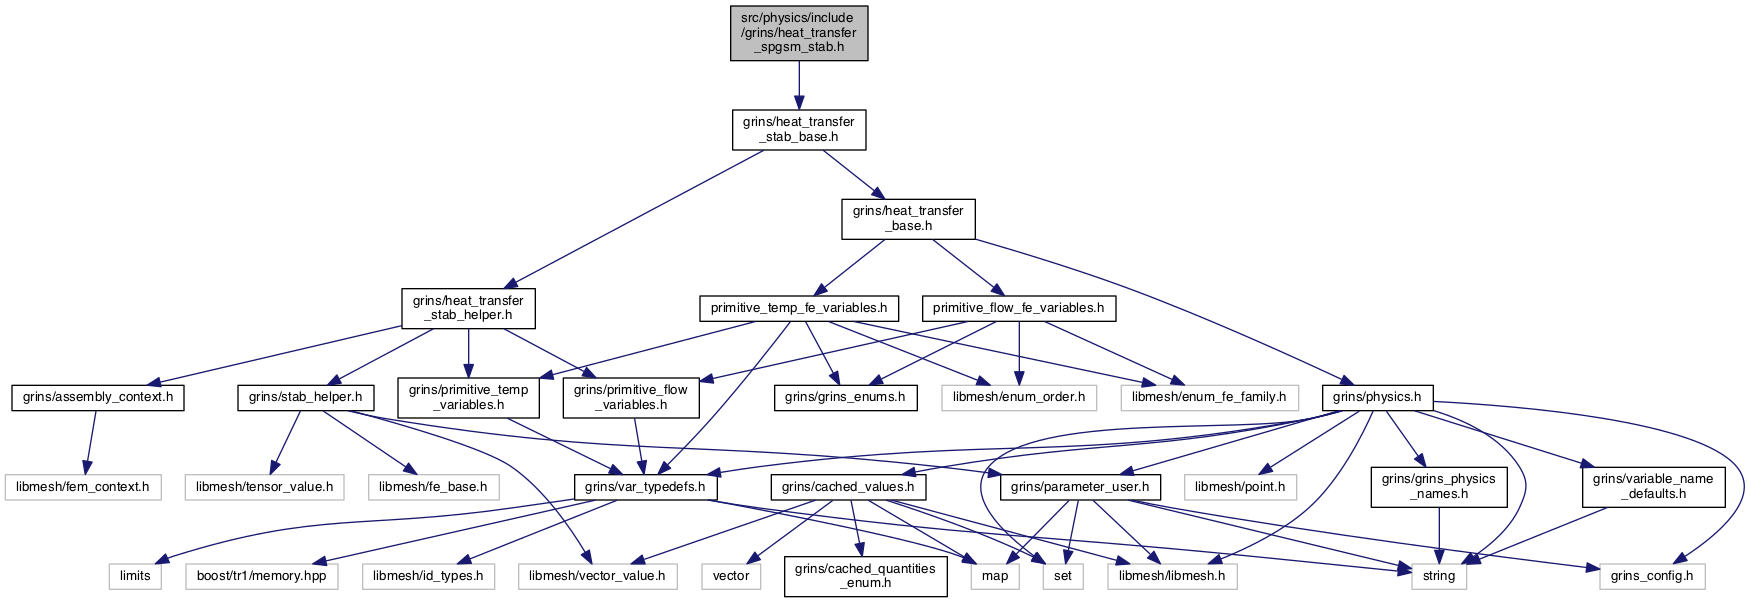 src/physics/include
/grins/heat_transfer
_spgsm_stab.h
grins/heat_transfer
_stab_base.h
grins/heat_transfer
_base.h
grins/heat_transfer
_stab_helper.h
primitive_temp_fe_variables.h
primitive_flow_fe_variables.h
grins/assembly_context.h
grins/stab_helper.h
grins/primitive_temp
_variables.h
grins/primitive_flow
_variables.h
grins/grins_enums.h
libmesh/enum_order.h
libmesh/enum_fe_family.h
grins/physics.h
libmesh/fem_context.h
libmesh/tensor_value.h
libmesh/fe_base.h
grins/var_typedefs.h
grins/cached_values.h
grins/parameter_user.h
libmesh/point.h
grins/grins_physics
_names.h
grins/variable_name
_defaults.h
limits
boost/tr1/memory.hpp
libmesh/id_types.h
libmesh/vector_value.h
vector
grins/cached_quantities
_enum.h
map
set
libmesh/libmesh.h
string
grins_config.h